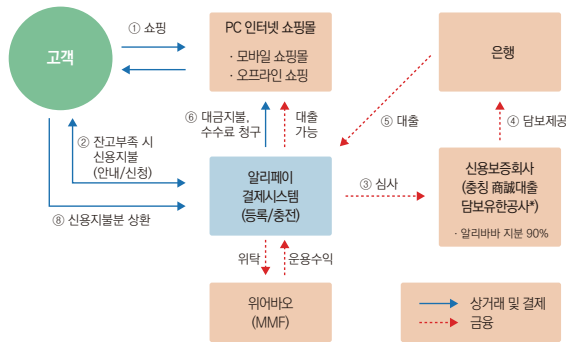 고객
① 쇼핑
PC 인터넷 쇼핑몰
· 모바일 쇼핑몰
· 오프라인 쇼핑
은행
② 잔고부족 시
신용지불
(안내/신청)
⑥ 대금지불,
수수료 청구
대출
가능
⑤ 대출
④ 담보제공
알리페이
결제시스템
(등록/충전)
③ 심사
신용보증회사
(충칭 商誠대출
담보유한공사*)
· 알리바바 지분 90%
⑧ 신용지불분 상환
위탁
운용수익
위어바오
(MMF)
상거래 및 결제
금융